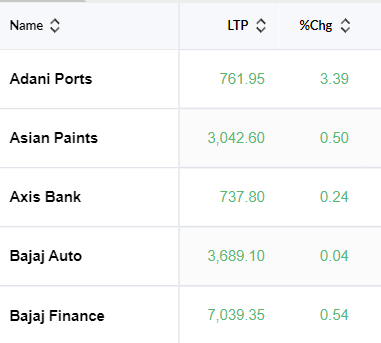 Name LTP %Chg
Adani Ports 761.95 3.39
Asian Paints 3,042.60 0.50
Axis Bank 737.80 0.24
Bajaj Auto 3,689.10 0.04
Bajaj Finance 7,039.35 0.54